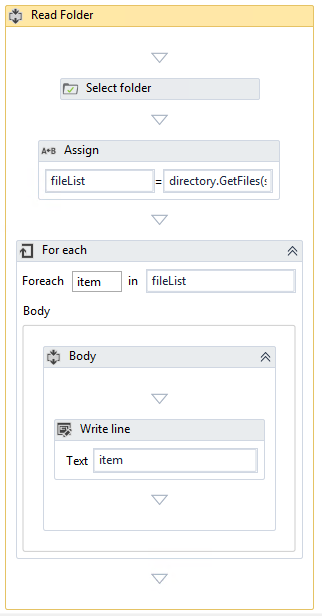 Read Folder
Select folder
A+B Assign
fileList = directory.GetFiles(s
For each
Foreach item in fileList
Body
Body
Write line
Text item